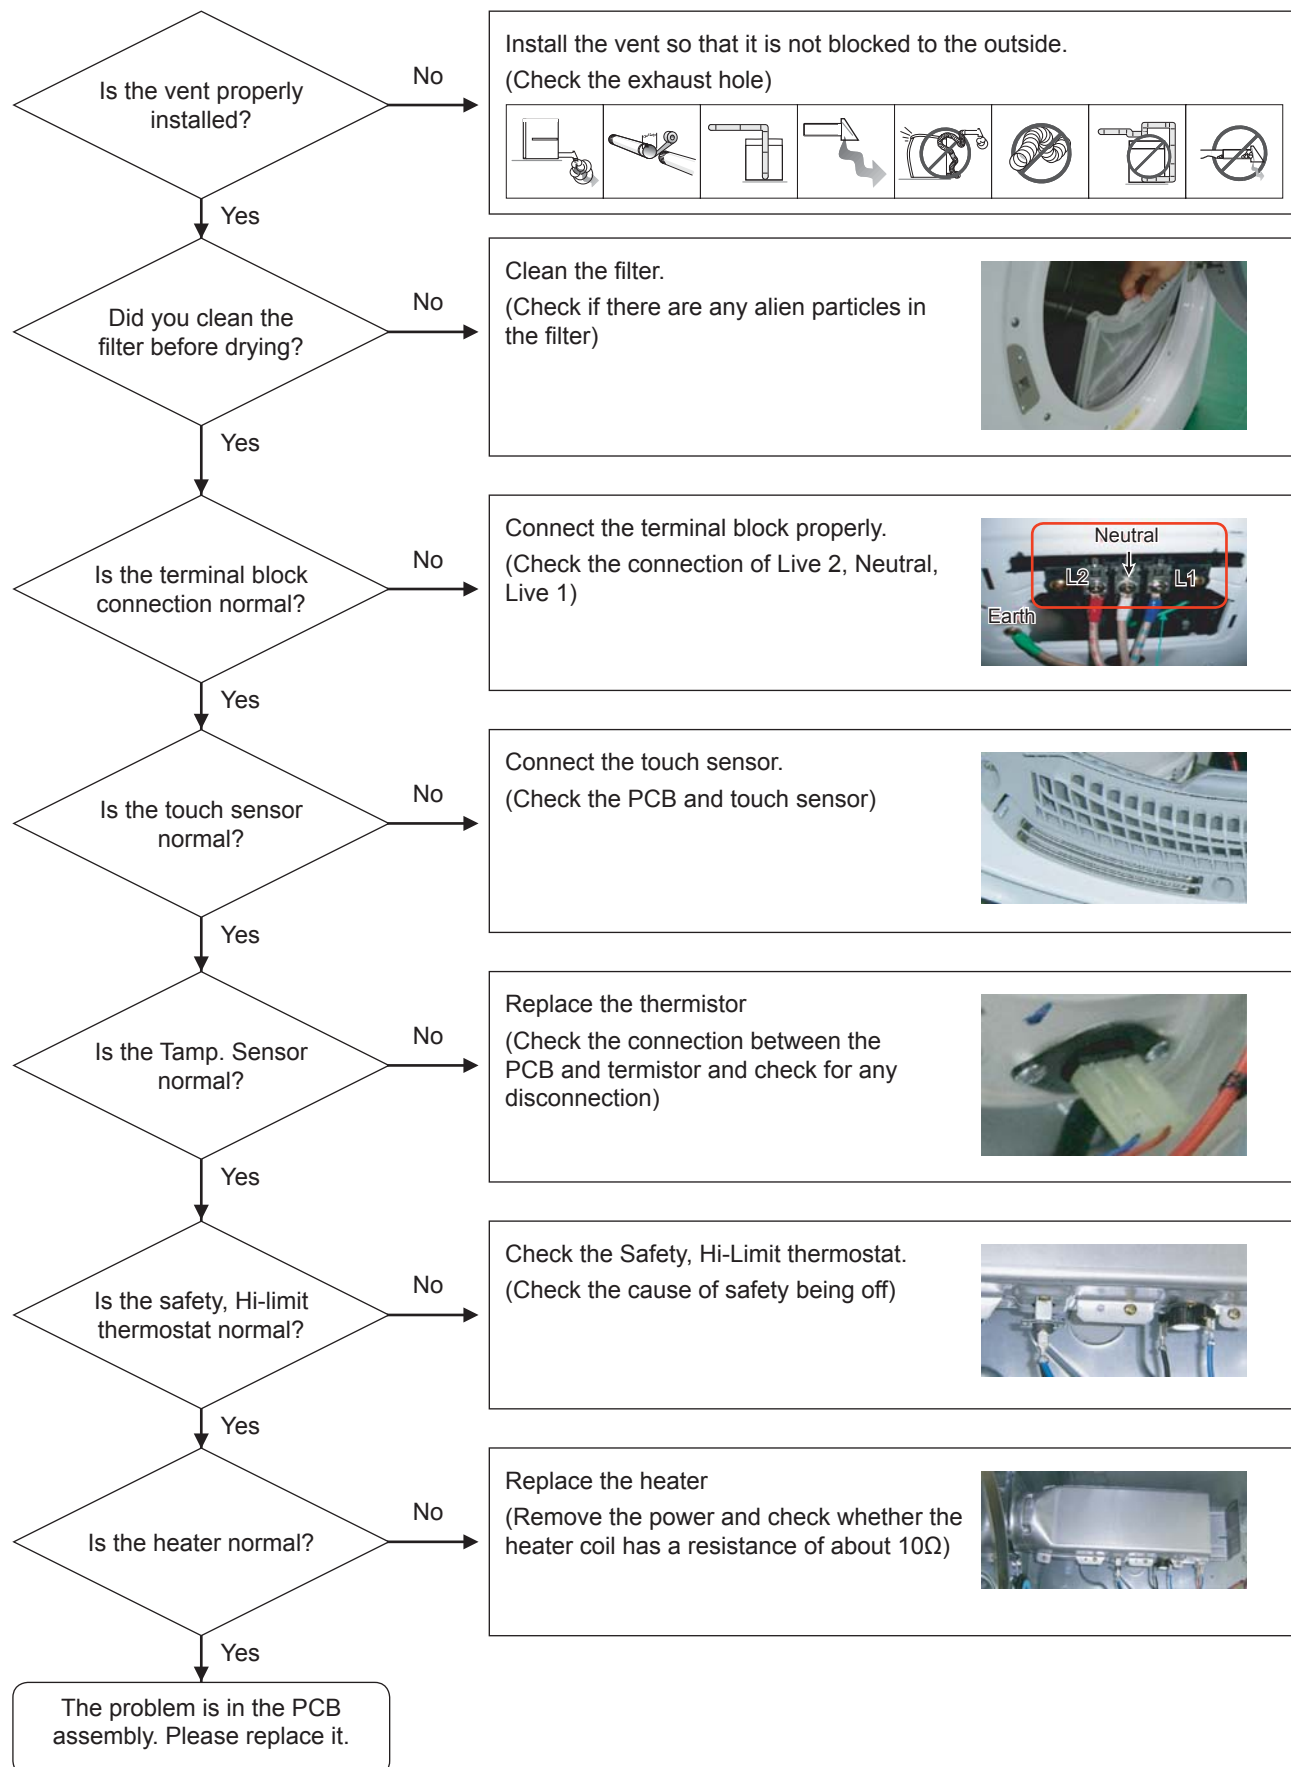 Is the vent properly
installed?
No
Install the vent so that it is not blocked to the outside.
(Check the exhaust hole)
Yes
Did you clean the
filter before drying?
No
Clean the filter.
(Check if there are any alien particles in
the filter)
Yes
Is the terminal block
connection normal?
No
Connect the terminal block properly.
(Check the connection of Live 2, Neutral,
Live 1)
Neutral
L2
L1
Earth
Yes
Is the touch sensor
normal?
No
Connect the touch sensor.
(Check the PCB and touch sensor)
Yes
Is the Tamp. Sensor
normal?
No
Replace the thermistor
(Check the connection between the
PCB and termistor and check for any
disconnection)
Yes
Is the safety, Hi-limit
thermostat normal?
No
Check the Safety, Hi-Limit thermostat.
(Check the cause of safety being off)
Yes
Is the heater normal?
No
Replace the heater
(Remove the power and check whether the
heater coil has a resistance of about 10Ω)
Yes
The problem is in the PCB
assembly. Please replace it.